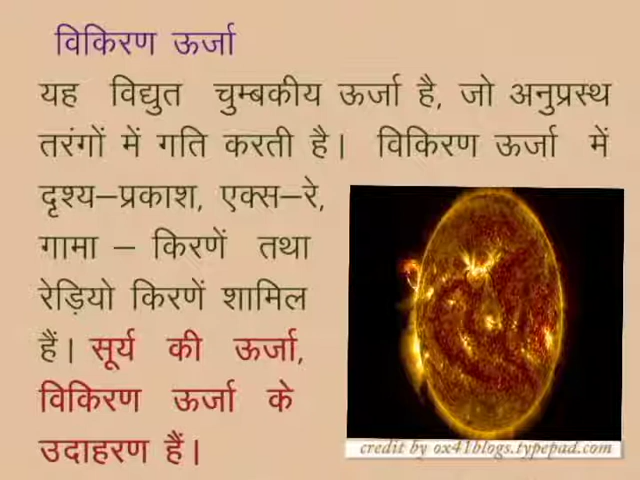 विकिरण ऊर्जा
यह विद्युत चुम्बकीय ऊर्जा है, जो अनुप्रस्थ
तरंगों में गति करती है। विकिरण ऊर्जा में
दृश्य–प्रकाश, एक्स–रे,
गामा – किरणें तथा
रेड़ियो किरणें शामिल
हैं। सूर्य की ऊर्जा,
विकिरण ऊर्जा के
उदाहरण हैं।
credit by ox41blogs.typepad.com